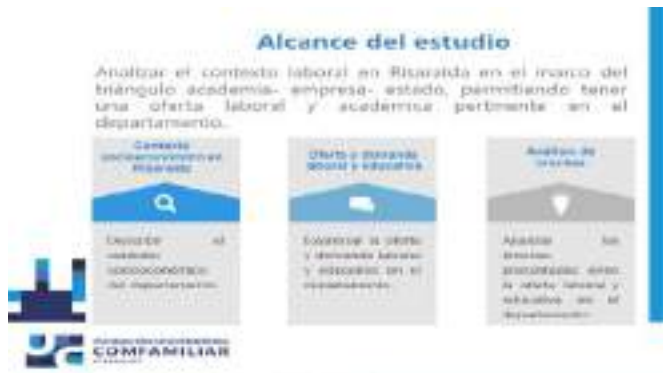 Alcance del estudio
Analizar el contexto laboral en Risaralda en el marco del
triángulo academia- empresa- estado, permitiendo tener
una oferta laboral y académica pertinente en el
departamento.
Contexto
socioeconómico en
Risaralda
Oferta y demanda
laboral y educativa
Análisis de
brechas
Describir el
contexto
socioeconómico
del departamento
la oferta
y demanda laboral
y educativa en el
departamento
Analizar las
brechas
presentadas entre
la oferta laboral y
educativa en el
departamento
COMFAMILIAR